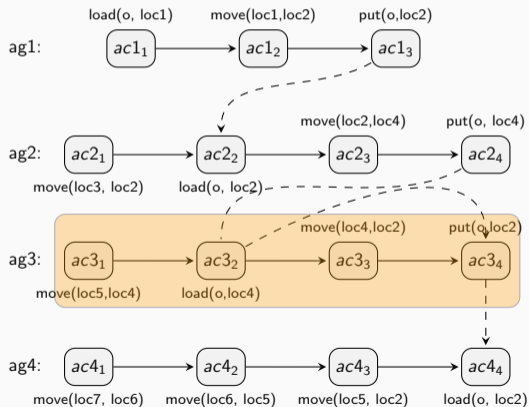 load(o, loc1) move(loc1,loc2) put(o,loc2)
ag1: ac1₁ ac1₂ ac1₃
move(loc2,loc4) put(o, loc4)
ag2: ac2₁ ac2₂ ac2₃ ac2₄
move(loc3, loc2) load(o, loc2)
move(loc4,loc2) put(o,loc2)
ag3: ac3₁ ac3₂ ac3₃ ac3₄
move(loc5,loc4) load(o,loc4)
ag4: ac4₁ ac4₂ ac4₃ ac4₄
move(loc7, loc6) move(loc6, loc5) move(loc5, loc2) load(o, loc2)